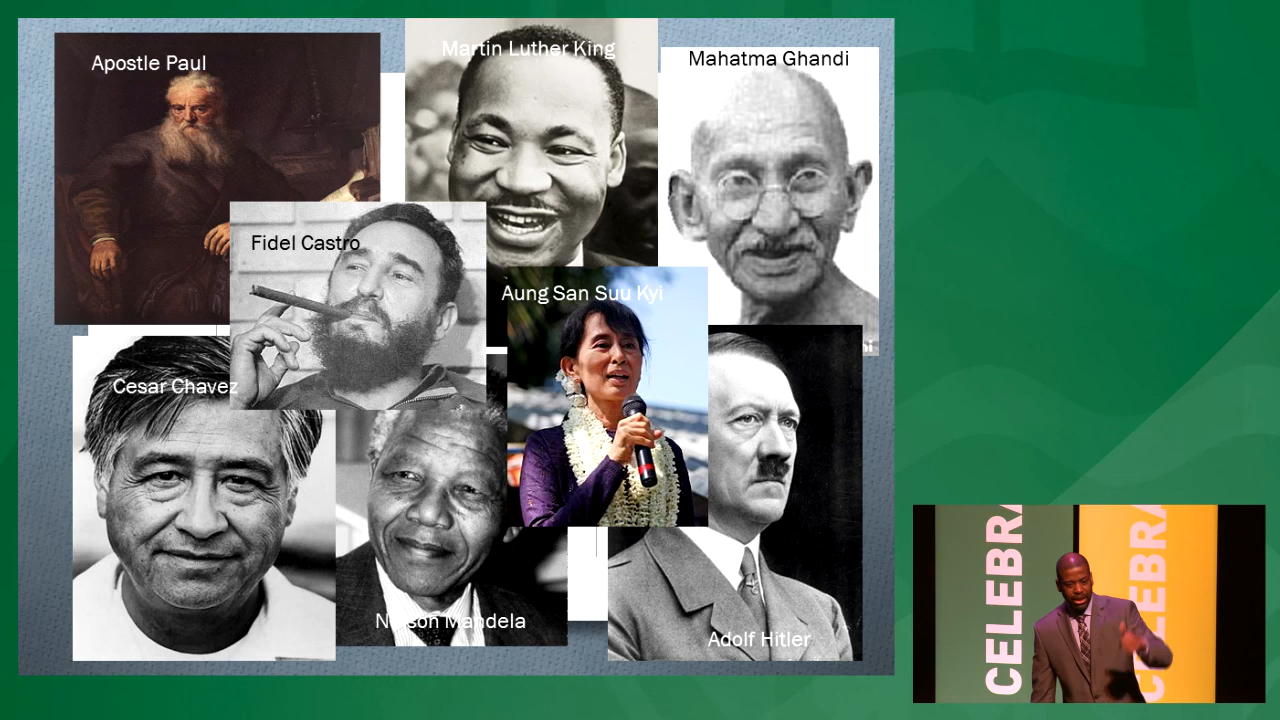 Apostle Paul
Martin Luther King
Mahatma Ghandi
Fidel Castro
Aung San Suu Kyi
Cesar Chavez
Nelson Mandela
Adolf Hitler
CELEBRA
EBRA